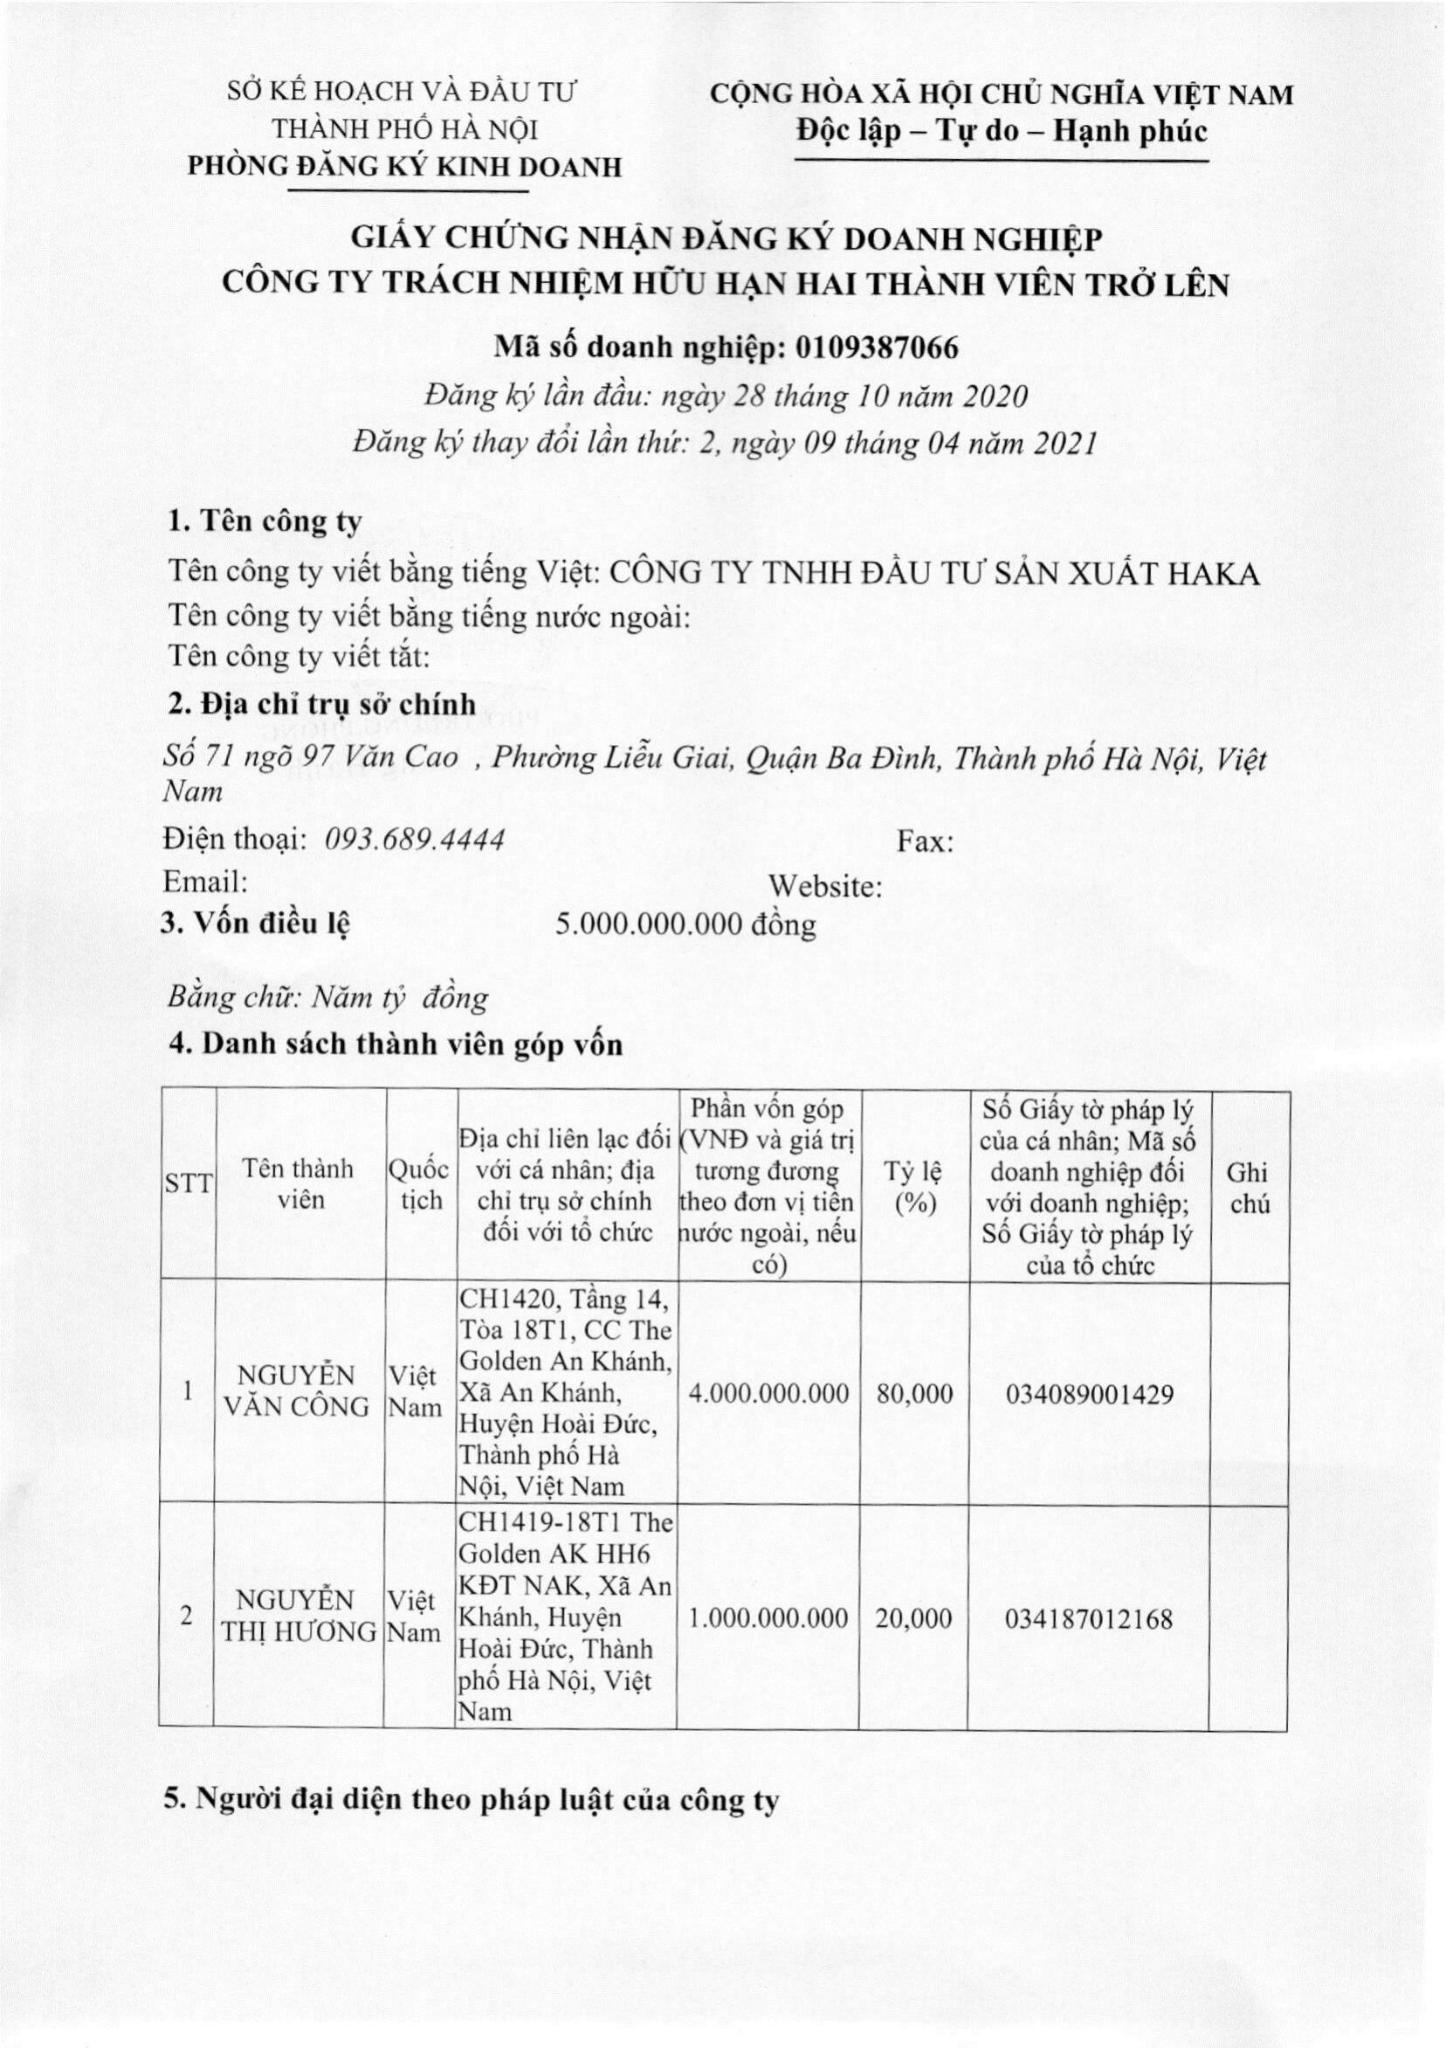 SỞ KẾ HOẠCH VÀ ĐẦU TƯ
THÀNH PHỐ HÀ NỘI
PHÒNG ĐĂNG KÝ KINH DOANH
CỘNG HÒA XÃ HỘI CHỦ NGHĨA VIỆT NAM
Độc lập – Tự do – Hạnh phúc
GIẤY CHỨNG NHẬN ĐĂNG KÝ DOANH NGHIỆP
CÔNG TY TRÁCH NHIỆM HỮU HẠN HAI THÀNH VIÊN TRỞ LÊN
Mã số doanh nghiệp: 0109387066
Đăng ký lần đầu: ngày 28 tháng 10 năm 2020
Đăng ký thay đổi lần thứ: 2, ngày 09 tháng 04 năm 2021
1. Tên công ty
Tên công ty viết bằng tiếng Việt: CÔNG TY TNHH ĐẦU TƯ SẢN XUẤT HAKA
Tên công ty viết bằng tiếng nước ngoài:
Tên công ty viết tắt:
2. Địa chỉ trụ sở chính
Số 71 ngõ 97 Văn Cao , Phường Liễu Giai, Quận Ba Đình, Thành phố Hà Nội, Việt
Nam
Điện thoại: 093.689.4444 Fax:
Email: Website:
3. Vốn điều lệ 5.000.000.000 đồng
Bằng chữ: Năm tỷ đồng
4. Danh sách thành viên góp vốn
STT
Tên thành
viên
Quốc
tịch
Địa chỉ liên lạc đối
với cá nhân; địa
chỉ trụ sở chính
đối với tổ chức
Phần vốn góp
(VNĐ và giá trị
tương đương
theo đơn vị tiền
nước ngoài, nếu
có)
Tỷ lệ
(%)
Số Giấy tờ pháp lý
của cá nhân; Mã số
doanh nghiệp đối
với doanh nghiệp;
Số Giấy tờ pháp lý
của tổ chức
Ghi
chú
1
NGUYỄN
VĂN CÔNG
Việt
Nam
CH1420, Tầng 14,
Tòa 18T1, CC The
Golden An Khánh,
Xã An Khánh,
Huyện Hoài Đức,
Thành phố Hà
Nội, Việt Nam
4.000.000.000
80,000
034089001429
2
NGUYỄN
THỊ HƯƠNG
Việt
Nam
CH1419-18T1 The
Golden AK HH6
KĐT NAK, Xã An
Khánh, Huyện
Hoài Đức, Thành
phố Hà Nội, Việt
Nam
1.000.000.000
20,000
034187012168
5. Người đại diện theo pháp luật của công ty